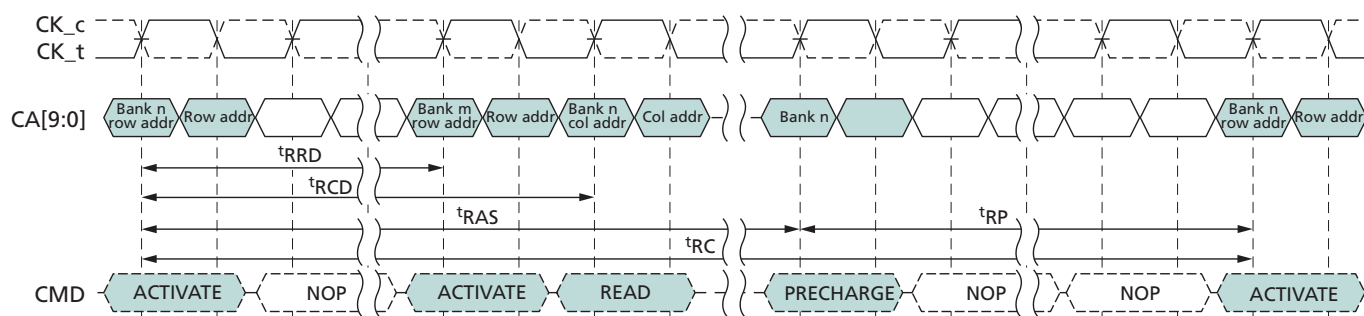 CK_c
CK_t
CA[9:0]
Bank n
row addr
Row addr
Bank m
row addr
Row addr
Bank n
col addr
Col addr
Bank n
Bank n
row addr
Row addr
tRRD
tRCD
tRAS
tRP
tRC
CMD
ACTIVATE
NOP
ACTIVATE
READ
PRECHARGE
NOP
NOP
ACTIVATE